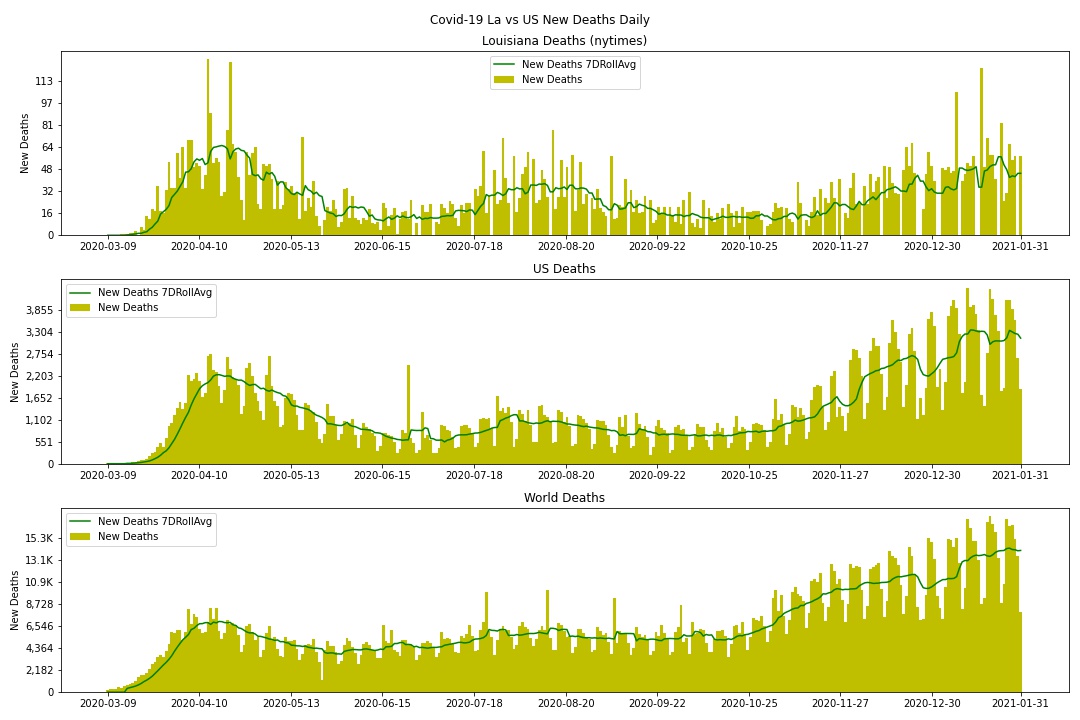 Covid-19 La vs US New Deaths Daily
Louisiana Deaths (nytimes)
New Deaths 7DRollAvg
New Deaths
New Deaths
113
97
81
64
48
32
16
0
2020-03-09 2020-04-10 2020-05-13 2020-06-15 2020-07-18 2020-08-20 2020-09-22 2020-10-25 2020-11-27 2020-12-30 2021-01-31
US Deaths
New Deaths 7DRollAvg
New Deaths
New Deaths
3,855
3,304
2,754
2,203
1,652
1,102
551
0
2020-03-09 2020-04-10 2020-05-13 2020-06-15 2020-07-18 2020-08-20 2020-09-22 2020-10-25 2020-11-27 2020-12-30 2021-01-31
World Deaths
New Deaths 7DRollAvg
New Deaths
New Deaths
15.3K
13.1K
10.9K
8,728
6,546
4,364
2,182
0
2020-03-09 2020-04-10 2020-05-13 2020-06-15 2020-07-18 2020-08-20 2020-09-22 2020-10-25 2020-11-27 2020-12-30 2021-01-31